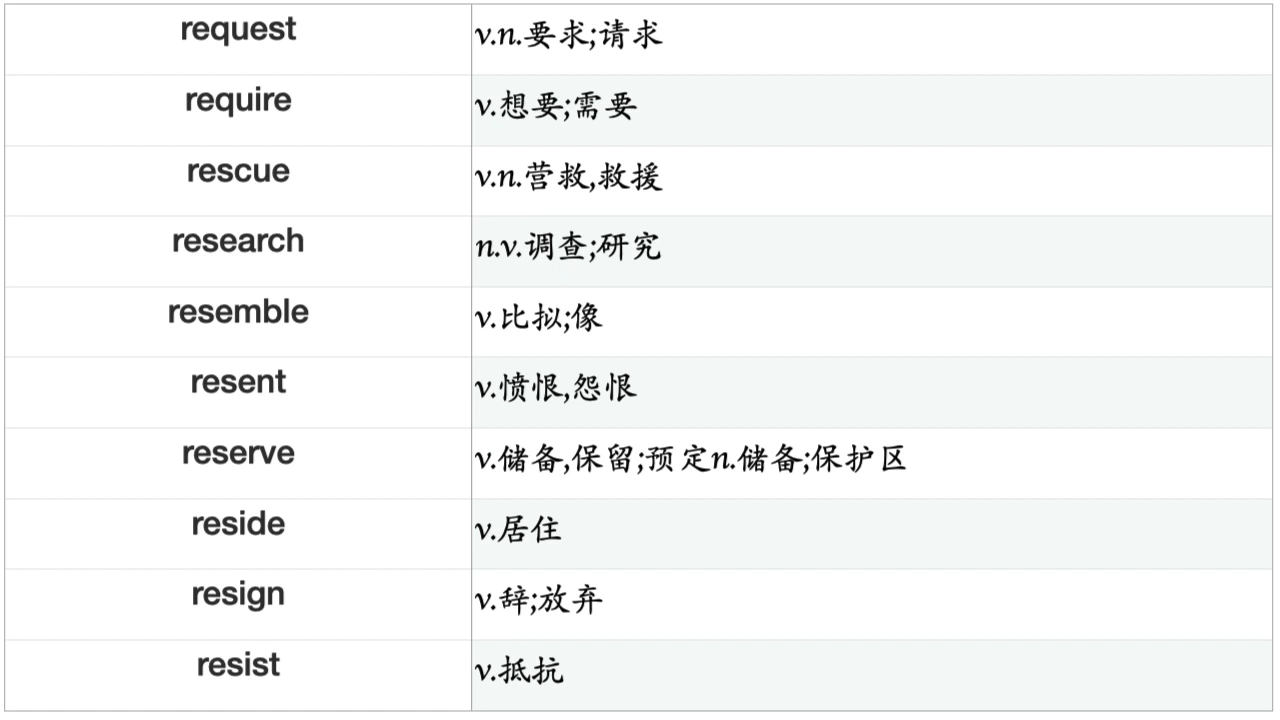 request v.n.要求;请求
require v.想要;需要
rescue v.n.营救,救援
research n.v.调查;研究
resemble v.比拟;像
resent v.愤恨,怨恨
reserve v.储备,保留;预定n.储备;保护区
reside v.居住
resign v.辞;放弃
resist v.抵抗